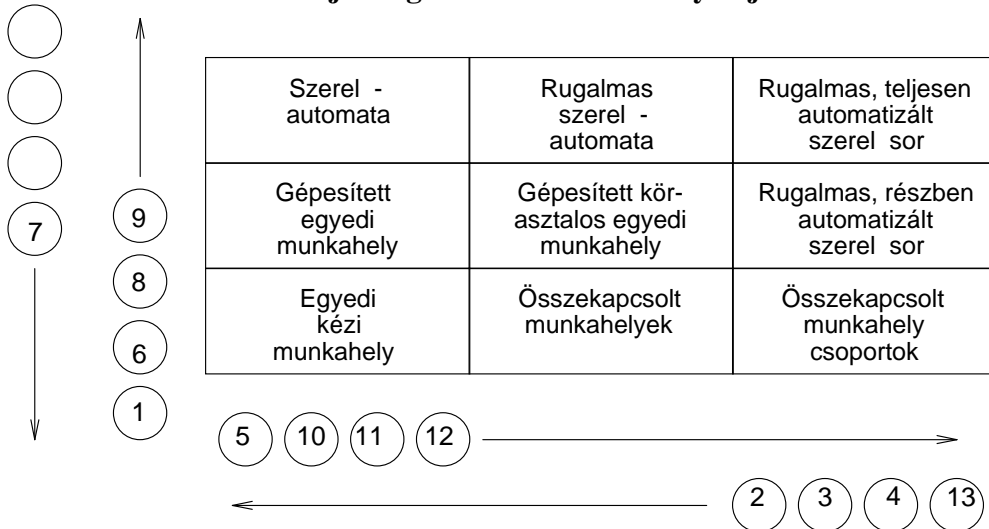 Szerel -
automata
Rugalmas
szerel -
automata
Rugalmas, teljesen
automatizált
szerel sor
Gépesített
egyedi
munkahely
Gépesített kör-
asztalos egyedi
munkahely
Rugalmas, részben
automatizált
szerel sor
Egyedi
kézi
munkahely
Összekapcsolt
munkahelyek
Összekapcsolt
munkahely
csoportok
7
9
8
6
1
5 10 11 12
2 3 4 13